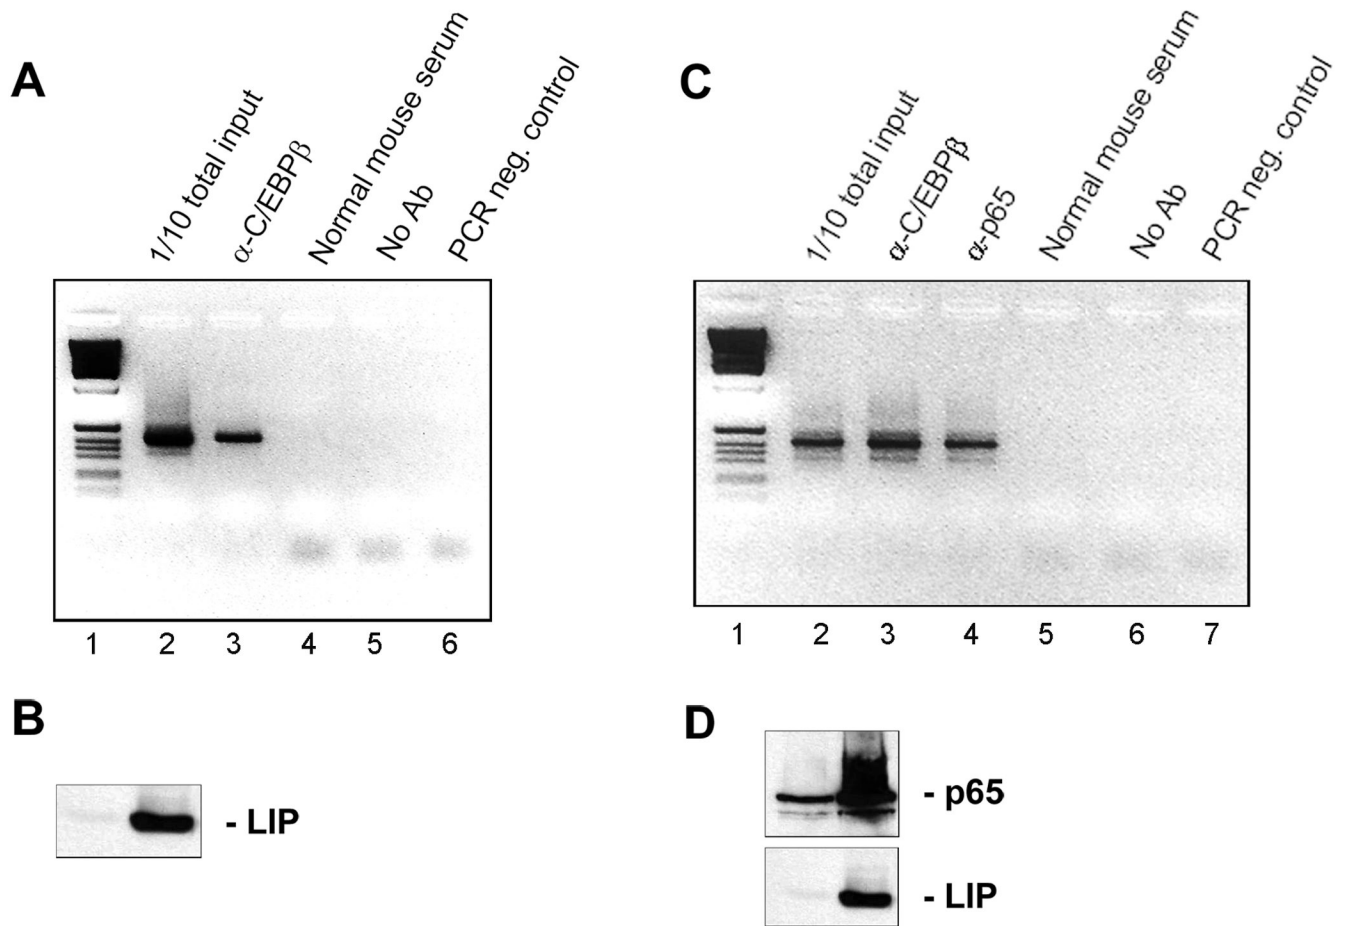 A
1/10 total input
α-C/EBPβ
Normal mouse serum
No Ab
PCR neg. control
1 2 3 4 5 6
B
- LIP
C
1/10 total input
α-C/EBPβ
α-p65
Normal mouse serum
No Ab
PCR neg. control
1 2 3 4 5 6 7
D
- p65
- LIP